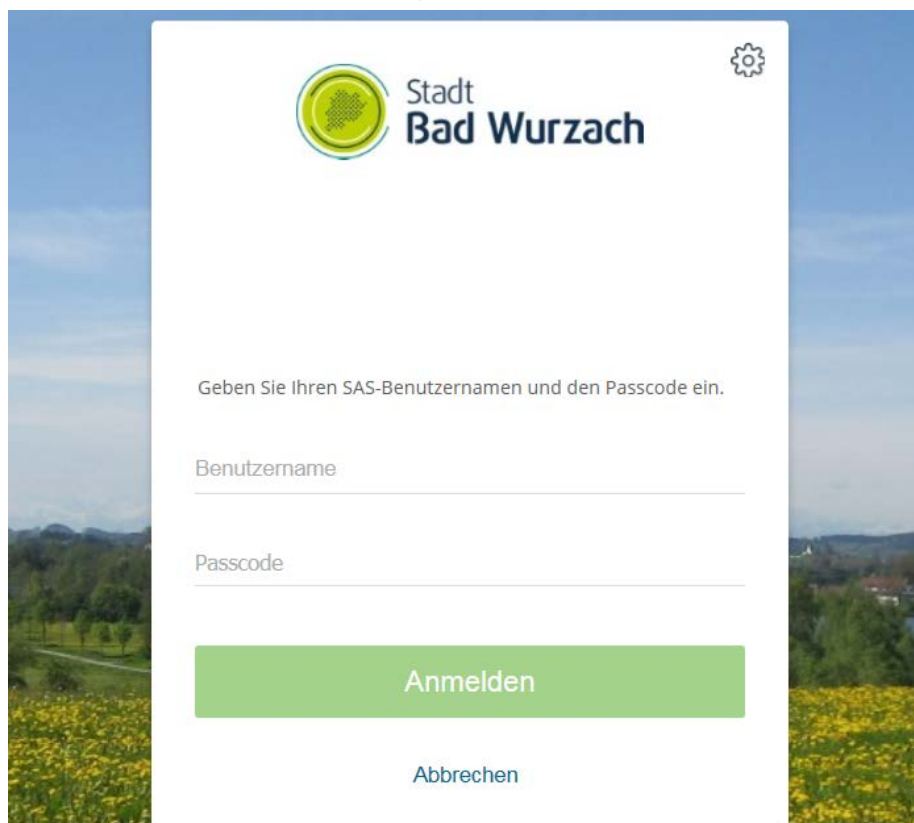 Stadt
Bad Wurzach
Geben Sie Ihren SAS-Benutzernamen und den Passcode ein.
Benutzername
Passcode
Anmelden
Abbrechen